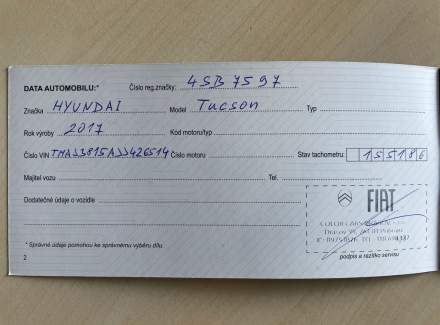 DATA AUTOMOBILU:* Číslo reg.značky: 4SB 7597
Značka HYUNDAI Model Tucson Typ
Rok výroby 2017 Kód motoru/typ
Číslo VIN TMAJ3815AJJ426514 Číslo motoru Stav tachometru 155186
Majitel vozu Tel.
Dodatečné údaje o vozidle
FIAT
* Správné údaje pomohou ke správnému výběru dílu.
2 podpis a razítko servisu